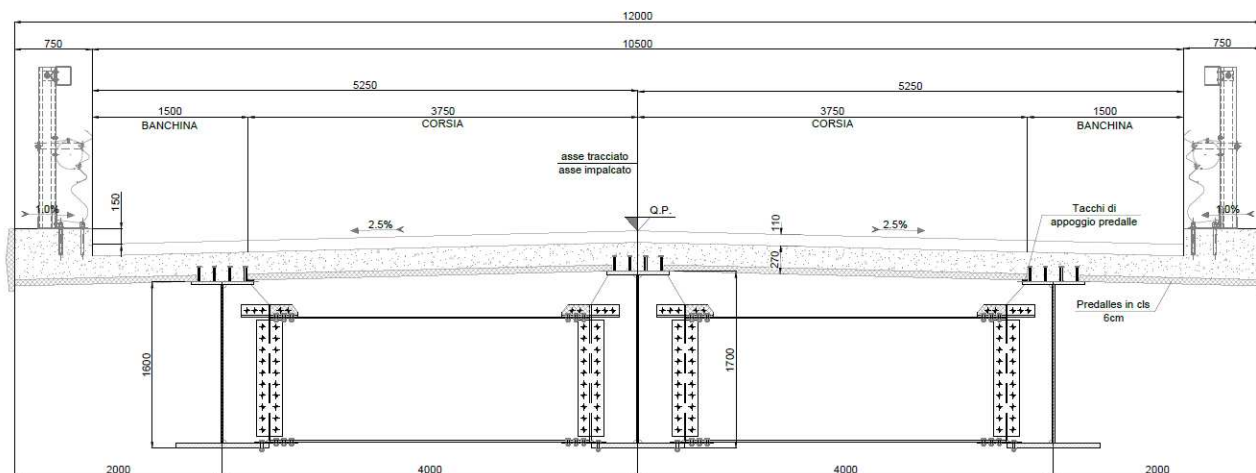 12000
750
10500
750
5250
5250
1500
3750
3750
1500
BANCHINA
CORSIA
CORSIA
BANCHINA
asse tracciato
asse impalcato
150
1.0%
2.5%
Q.P.
110
2.5%
Tacchi di
appoggio predalle
1.0%
270
Predalles in cls
6cm
1600
1700
2000
4000
4000
2000